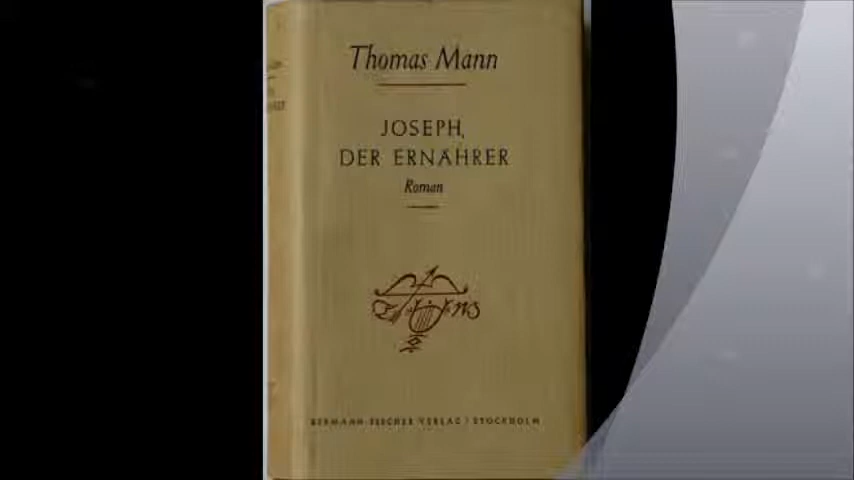 Thomas Mann
JOSEPH,
DER ERNÄHRER
Roman
BERMANN-FISCHER VERLAG / STOCKHOLM